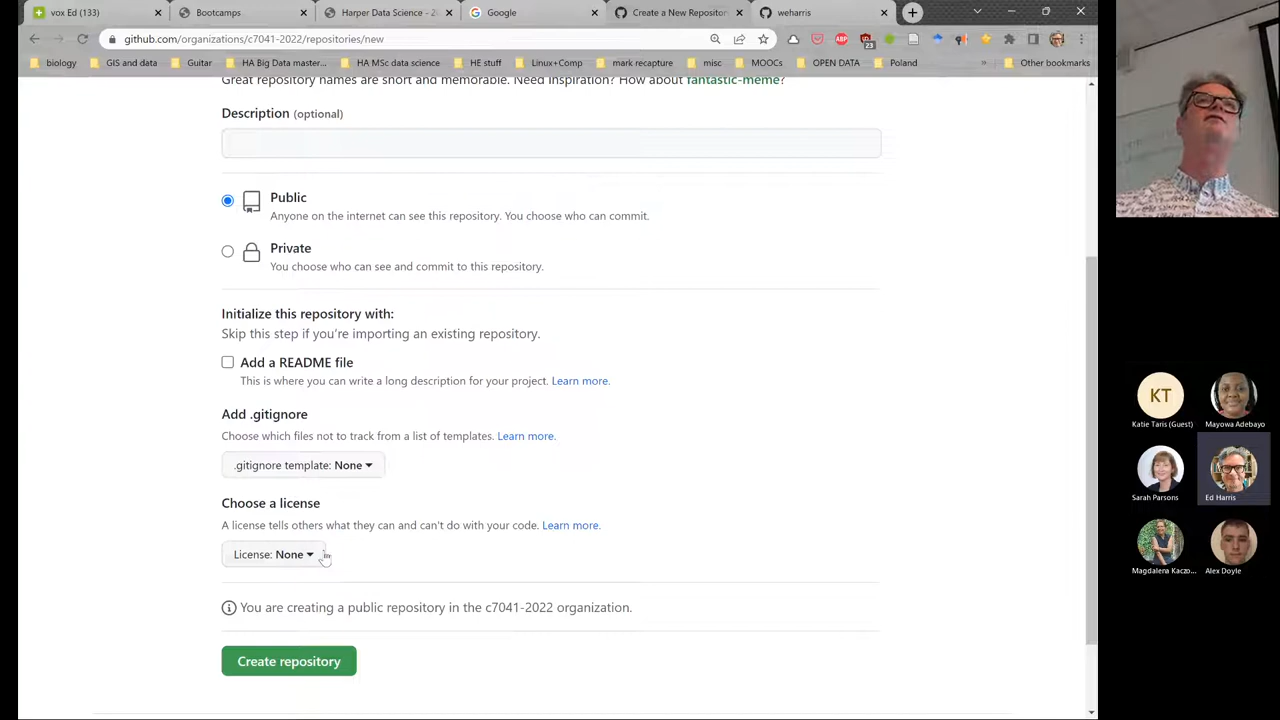 vox Ed (133)
Bootcamps
Harper Data Science - 2
Google
Create a New Repositor
weharris
github.com/organizations/c7041-2022/repositories/new
23
biology
GIS and data
Guitar
HA Big Data master...
HA MSc data science
HE stuff
Linux+Comp
mark recapture
misc
MOOCs
OPEN DATA
Poland
»
Other bookmarks
Great repository names are short and memorable. Need inspiration? How about fantastic-meme?
Description (optional)
Public
Anyone on the internet can see this repository. You choose who can commit.
Private
You choose who can see and commit to this repository.
Initialize this repository with:
Skip this step if you're importing an existing repository.
Add a README file
This is where you can write a long description for your project. Learn more.
Add .gitignore
Choose which files not to track from a list of templates. Learn more.
.gitignore template: None
Choose a license
A license tells others what they can and can't do with your code. Learn more.
License: None
You are creating a public repository in the c7041-2022 organization.
Create repository
KT
Katie Taris (Guest)
Mayowa Adebayo
Sarah Parsons
Ed Harris
Magdalena Kaczo...
Alex Doyle